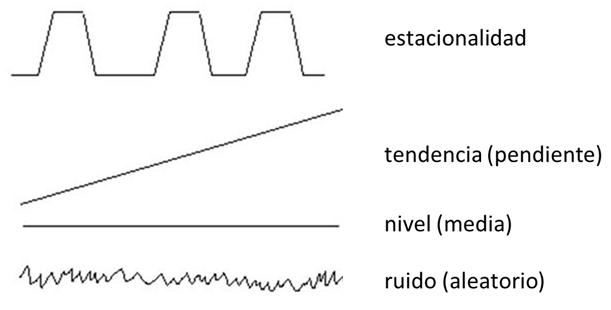 estacionalidad
tendencia (pendiente)
nivel (media)
ruido (aleatorio)